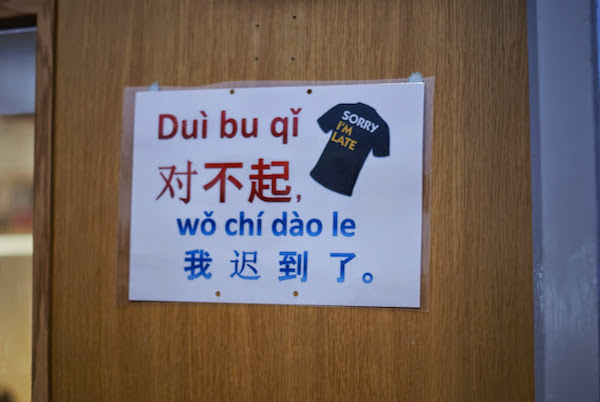 Duì bu qǐ
对不起,
wǒ chí dào le
我迟到了。
SORRY
I'M
LATE